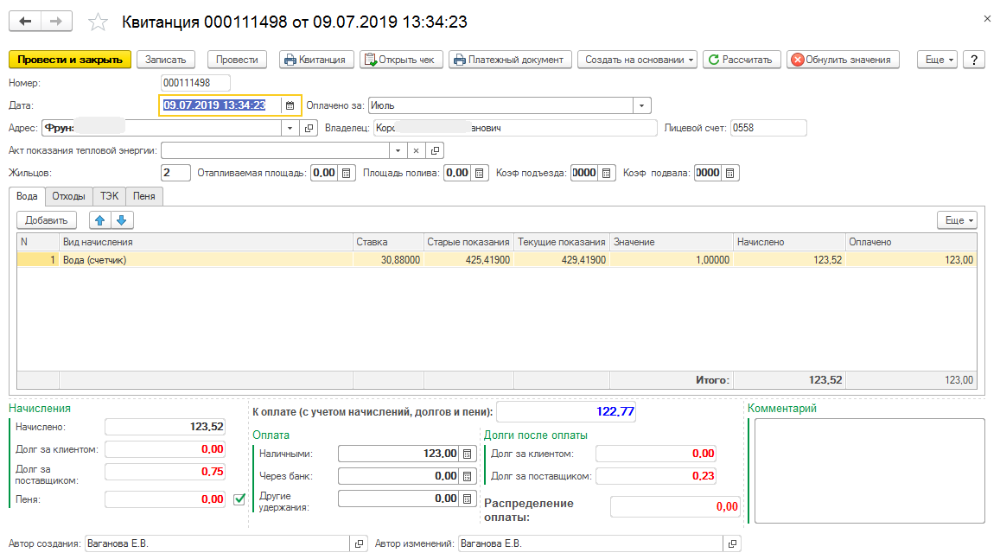 Квитанция 000111498 от 09.07.2019 13:34:23
Провести и закрыть Записать Провести Квитанция Открыть чек Платежный документ Создать на основании Рассчитать Обнулить значения Еще ?
Номер: 000111498
Дата: 09.07.2019 13:34:23 Оплачено за: Июль
Адрес: Фрун Владелец: Кор анович Лицевой счет: 0558
Акт показания тепловой энергии:
Жильцов: 2 Отапливаемая площадь: 0,00 Площадь полива: 0,00 Коэф подъезда: 0000 Коэф подвала: 0000
Вода Отходы ТЭК Пеня
Добавить Еще
N Вид начисления Ставка Старые показания Текущие показания Значение Начислено Оплачено
1 Вода (счетчик) 30,88000 425,41900 429,41900 1,00000 123,52 123,00
Итого: 123,52 123,00
Начисления
Начислено: 123,52
Долг за клиентом: 0,00
Долг за
поставщиком: 0,75
Пеня: 0,00
К оплате (с учетом начислений, долгов и пени): 122,77
Оплата
Наличными: 123,00
Через банк: 0,00
Другие
удержания: 0,00
Долги после оплаты
Долг за клиентом: 0,00
Долг за поставщиком: 0,23
Распределение
оплаты: 0,00
Комментарий
Автор создания: Ваганова Е.В. Автор изменений: Ваганова Е.В.